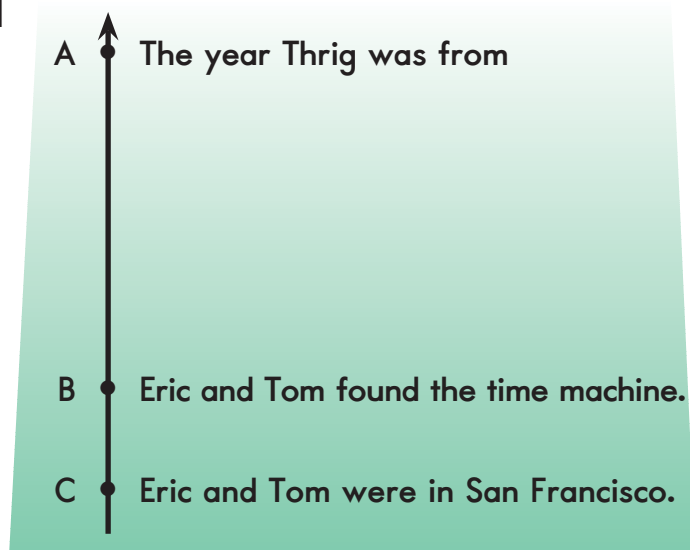 A The year Thrig was from
B Eric and Tom found the time machine.
C Eric and Tom were in San Francisco.